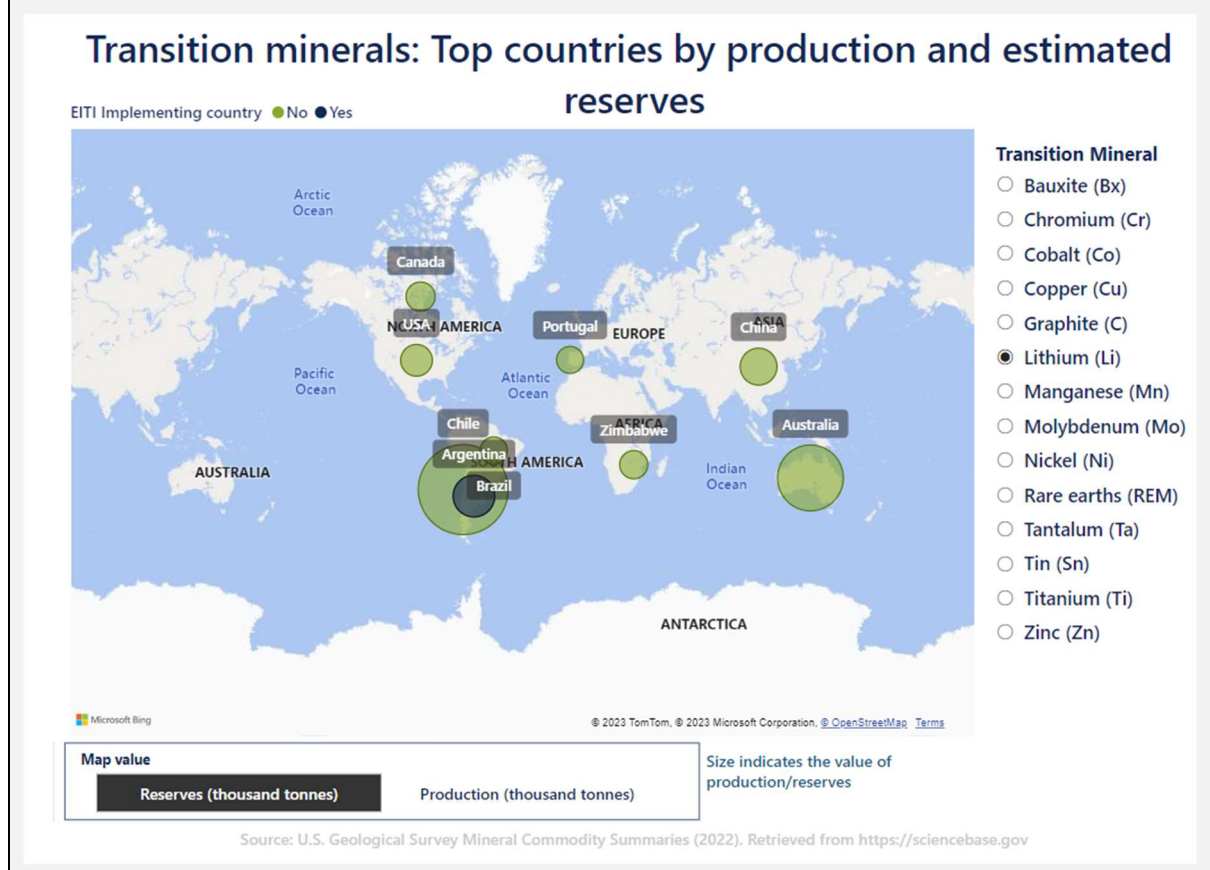 Transition minerals: Top countries by production and estimated
reserves
EITI Implementing country No Yes
Arctic
Ocean
Canada
NORTH AMERICA
USA
Portugal
EUROPE
ASIA
China
Pacific
Ocean
Atlantic
Ocean
Chile
AFRICA
Zimbabwe
Australia
Argentina
SOUTH AMERICA
AUSTRALIA
Indian
Ocean
Brazil
ANTARCTICA
Microsoft Bing
© 2023 TomTom, © 2023 Microsoft Corporation, © OpenStreetMap Terms
Transition Mineral
Bauxite (Bx)
Chromium (Cr)
Cobalt (Co)
Copper (Cu)
Graphite (C)
Lithium (Li)
Manganese (Mn)
Molybdenum (Mo)
Nickel (Ni)
Rare earths (REM)
Tantalum (Ta)
Tin (Sn)
Titanium (Ti)
Zinc (Zn)
Map value
Reserves (thousand tonnes)
Production (thousand tonnes)
Size indicates the value of
production/reserves
Source: U.S. Geological Survey Mineral Commodity Summaries (2022). Retrieved from https://sciencebase.gov